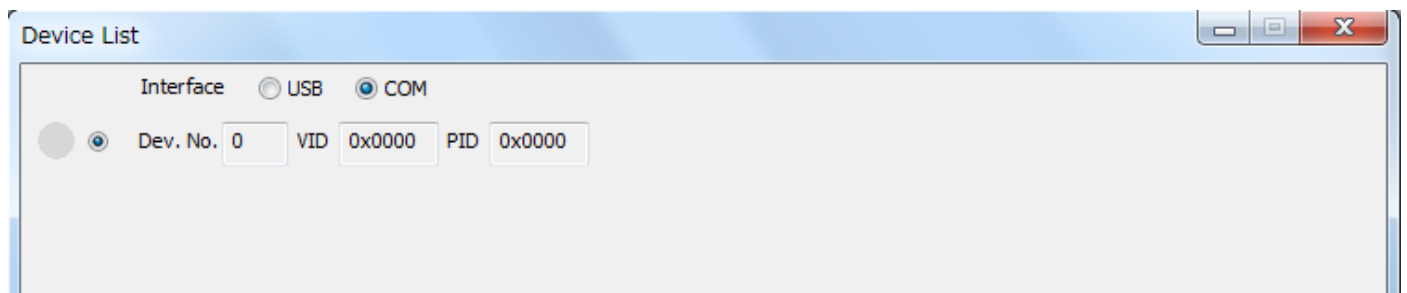 Device List
Interface USB COM
Dev. No. 0 VID 0x0000 PID 0x0000